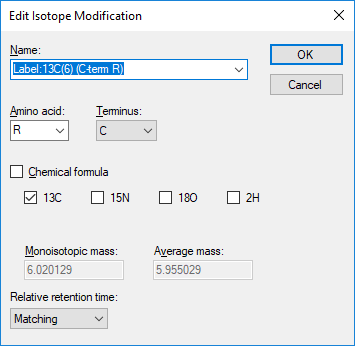 Edit Isotope Modification
Name:
Label:13C(6) (C-term R)
OK
Cancel
Amino acid: Terminus:
R C
Chemical formula
13C 15N 18O 2H
Monoisotopic mass: Average mass:
6.020129 5.955029
Relative retention time:
Matching